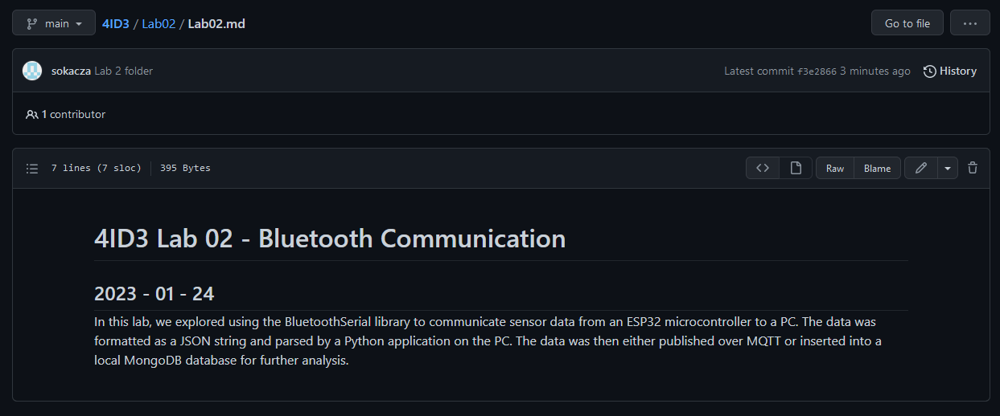 main
4ID3 / Lab02 / Lab02.md
Go to file
sokacza Lab 2 folder
Latest commit f3e2866 3 minutes ago
History
1 contributor
7 lines (7 sloc) 395 Bytes
Raw
Blame
4ID3 Lab 02 - Bluetooth Communication
2023 - 01 - 24
In this lab, we explored using the BluetoothSerial library to communicate sensor data from an ESP32 microcontroller to a PC. The data was
formatted as a JSON string and parsed by a Python application on the PC. The data was then either published over MQTT or inserted into a
local MongoDB database for further analysis.